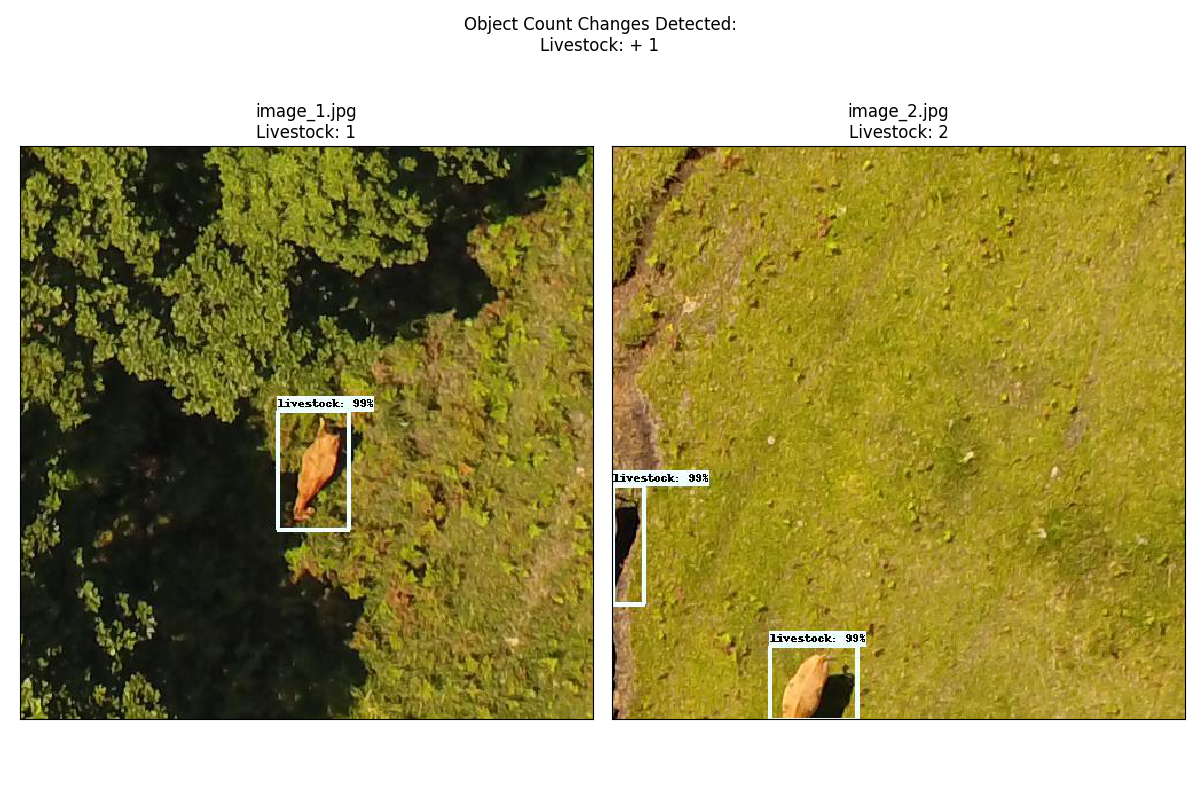 Object Count Changes Detected:
Livestock: + 1
image_1.jpg
Livestock: 1
image_2.jpg
Livestock: 2
livestock: 99%
livestock: 99%
livestock: 99%